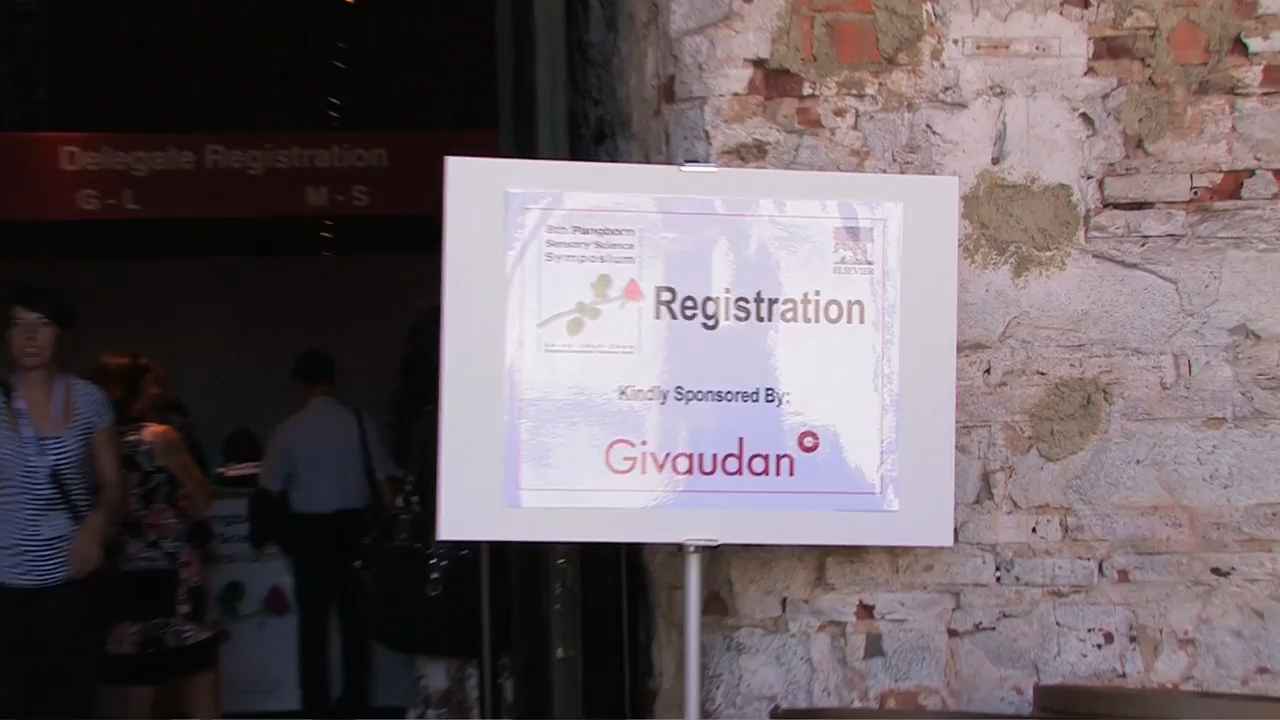 Delegate Registration
G - L M - S
8th Pangborn
Sensory Science
Symposium
ELSEVIER
Registration
Kindly Sponsored By:
Givaudan